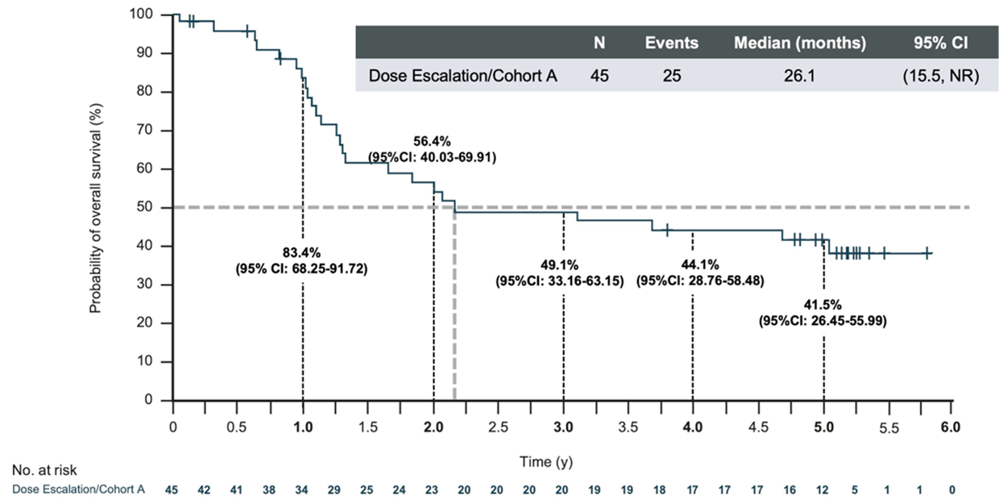 100
90
80
70
60
50
40
30
20
10
0
Probability of overall survival (%)
N Events Median (months) 95% CI
Dose Escalation/Cohort A 45 25 26.1 (15.5, NR)
56.4%
(95%CI: 40.03-69.91)
83.4%
(95% CI: 68.25-91.72)
49.1%
(95%CI: 33.16-63.15)
44.1%
(95%CI: 28.76-58.48)
41.5%
(95%CI: 26.45-55.99)
0 0.5 1.0 1.5 2.0 2.5 3.0 3.5 4.0 4.5 5.0 5.5 6.0
Time (y)
No. at risk
Dose Escalation/Cohort A 45 42 41 38 34 29 25 24 23 20 20 20 20 19 19 18 17 17 17 16 12 5 1 1 0